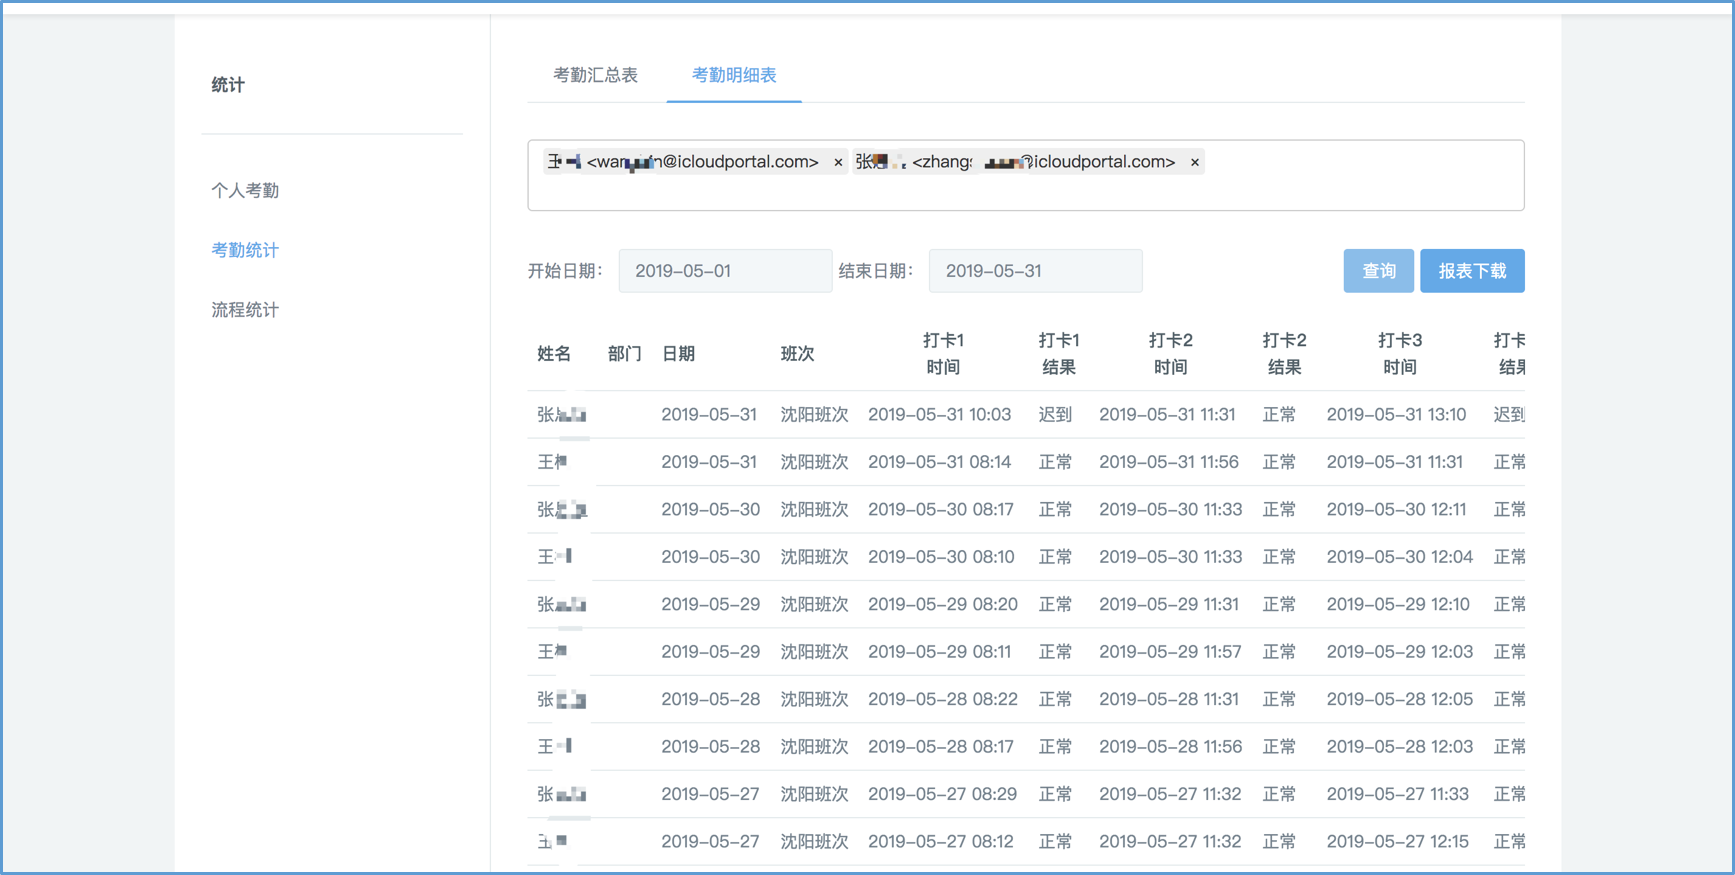 统计
个人考勤
考勤统计
流程统计
考勤汇总表 考勤明细表
王 @icloudportal.com> × 张 @icloudportal.com> ×
开始日期： 2019-05-01 结束日期： 2019-05-31 查询 报表下载
姓名 部门 日期 班次 打卡1时间 打卡1结果 打卡2时间 打卡2结果 打卡3时间 打卡结果
张 2019-05-31 沈阳班次 2019-05-31 10:03 迟到 2019-05-31 11:31 正常 2019-05-31 13:10 迟到
王 2019-05-31 沈阳班次 2019-05-31 08:14 正常 2019-05-31 11:56 正常 2019-05-31 11:31 正常
张 2019-05-30 沈阳班次 2019-05-30 08:17 正常 2019-05-30 11:33 正常 2019-05-30 12:11 正常
王 2019-05-30 沈阳班次 2019-05-30 08:10 正常 2019-05-30 11:33 正常 2019-05-30 12:04 正常
张 2019-05-29 沈阳班次 2019-05-29 08:20 正常 2019-05-29 11:31 正常 2019-05-29 12:10 正常
王 2019-05-29 沈阳班次 2019-05-29 08:11 正常 2019-05-29 11:57 正常 2019-05-29 12:03 正常
张 2019-05-28 沈阳班次 2019-05-28 08:22 正常 2019-05-28 11:31 正常 2019-05-28 12:05 正常
王 2019-05-28 沈阳班次 2019-05-28 08:17 正常 2019-05-28 11:56 正常 2019-05-28 12:03 正常
张 2019-05-27 沈阳班次 2019-05-27 08:29 正常 2019-05-27 11:32 正常 2019-05-27 11:33 正常
王 2019-05-27 沈阳班次 2019-05-27 08:12 正常 2019-05-27 11:32 正常 2019-05-27 12:15 正常